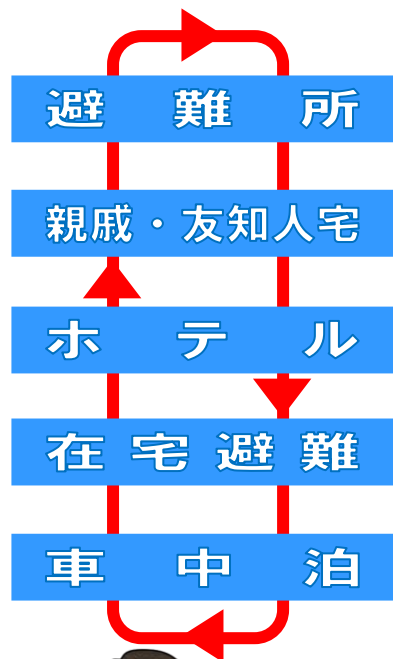 避難所
親戚・友知人宅
ホテル
在宅避難
車中泊